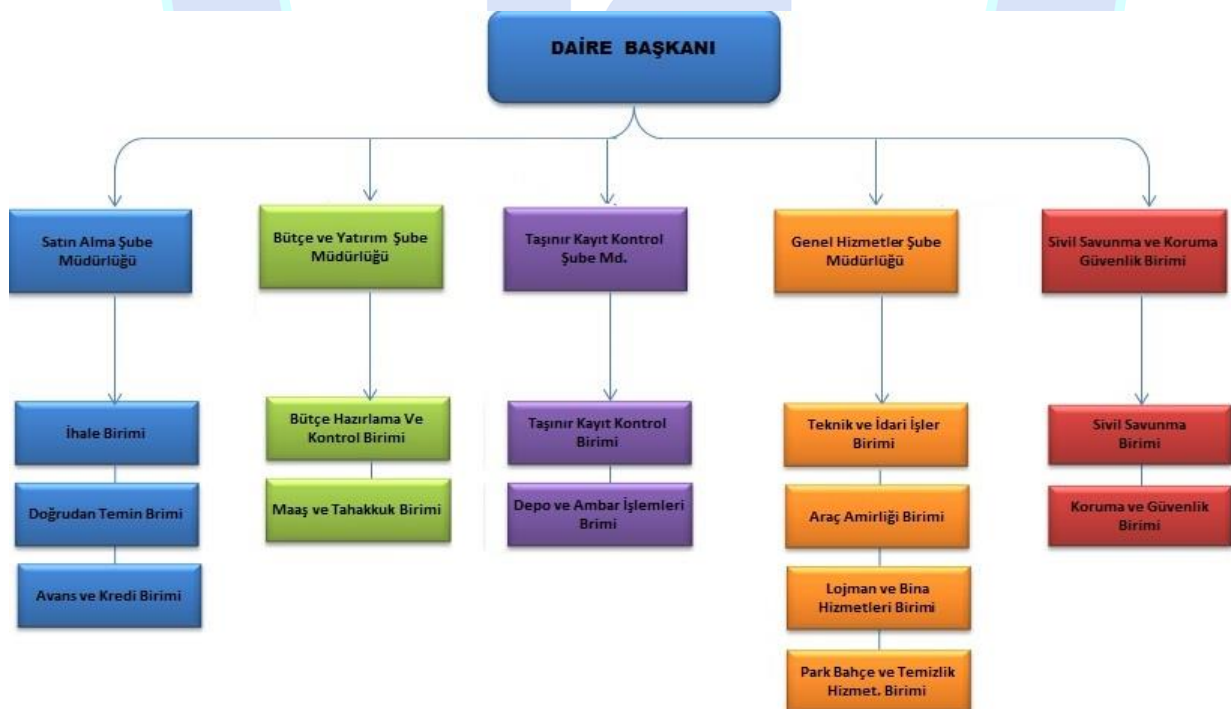 DAİRE BAŞKANI
Satın Alma Şube
Müdürlüğü
Bütçe ve Yatırım Şube
Müdürlüğü
Taşınır Kayıt Kontrol
Şube Md.
Genel Hizmetler Şube
Müdürlüğü
Sivil Savunma ve Koruma
Güvenlik Birimi
İhale Birimi
Doğrudan Temin Brimi
Avans ve Kredi Birimi
Bütçe Hazırlama Ve
Kontrol Birimi
Maaş ve Tahakkuk Birimi
Taşınır Kayıt Kontrol
Birimi
Depo ve Ambar İşlemleri
Brimi
Teknik ve İdari İşler
Birimi
Araç Amirliği Birimi
Lojman ve Bina
Hizmetleri Birimi
Park Bahçe ve Temizlik
Hizmet. Birimi
Sivil Savunma
Birimi
Koruma ve Güvenlik
Birimi